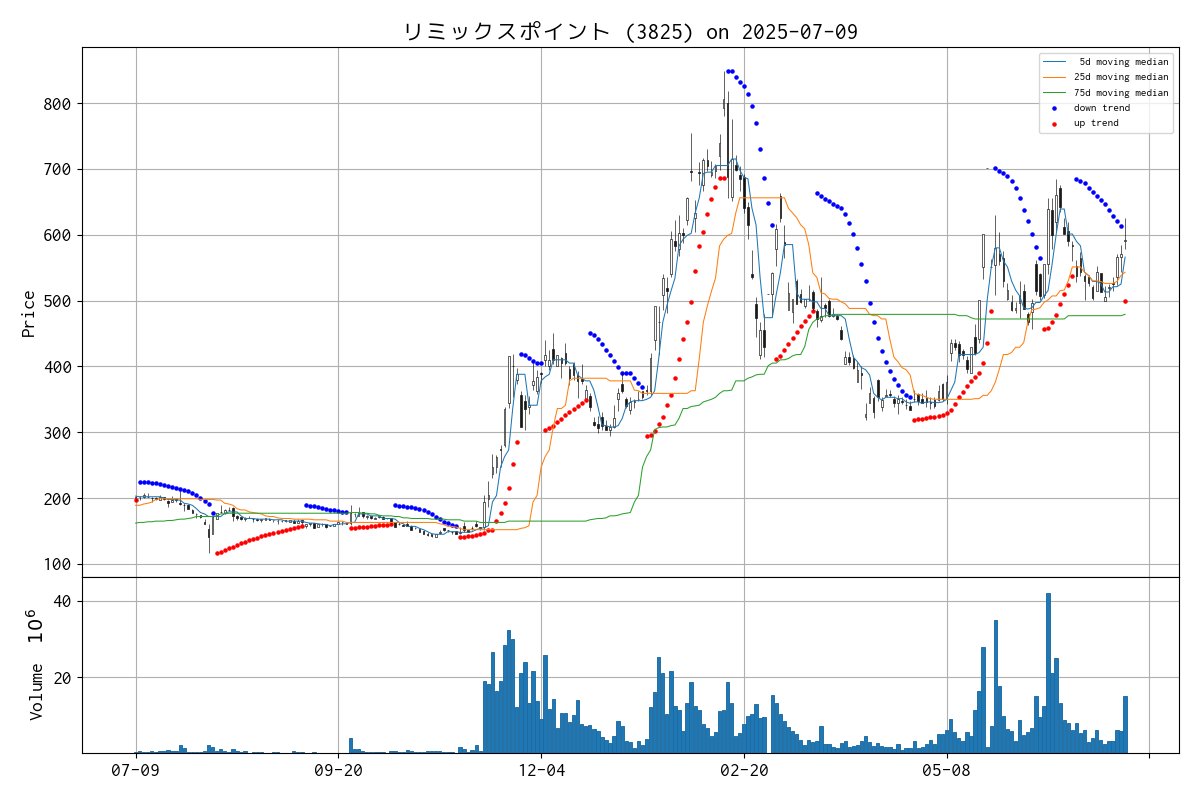 リミックスポイント (3825) on 2025-07-09
5d moving median
25d moving median
75d moving median
down trend
up trend
800
700
600
500
400
300
200
100
Price
40
20
Volume 10^6
07-09
09-20
12-04
02-20
05-08